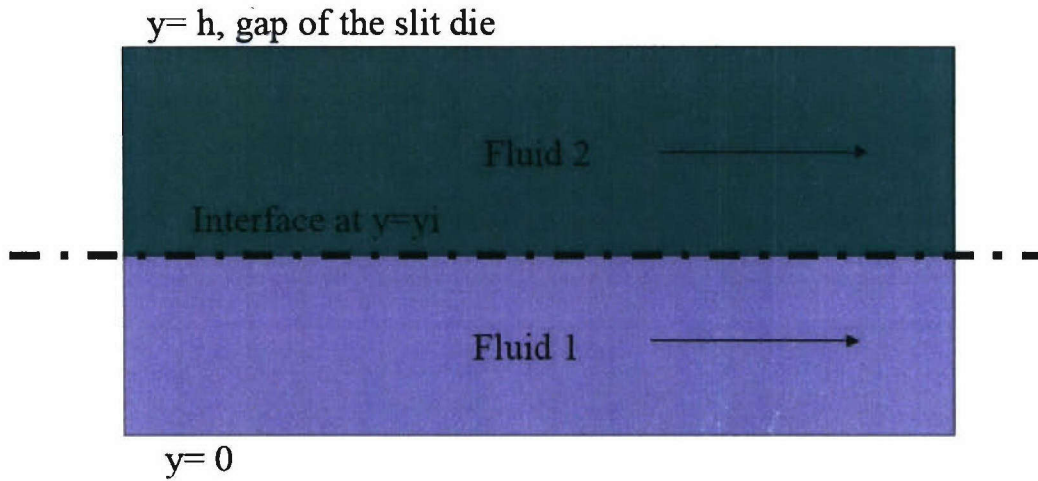 y= h, gap of the slit die
Fluid 2
Interface at y=yi
Fluid 1
y= 0